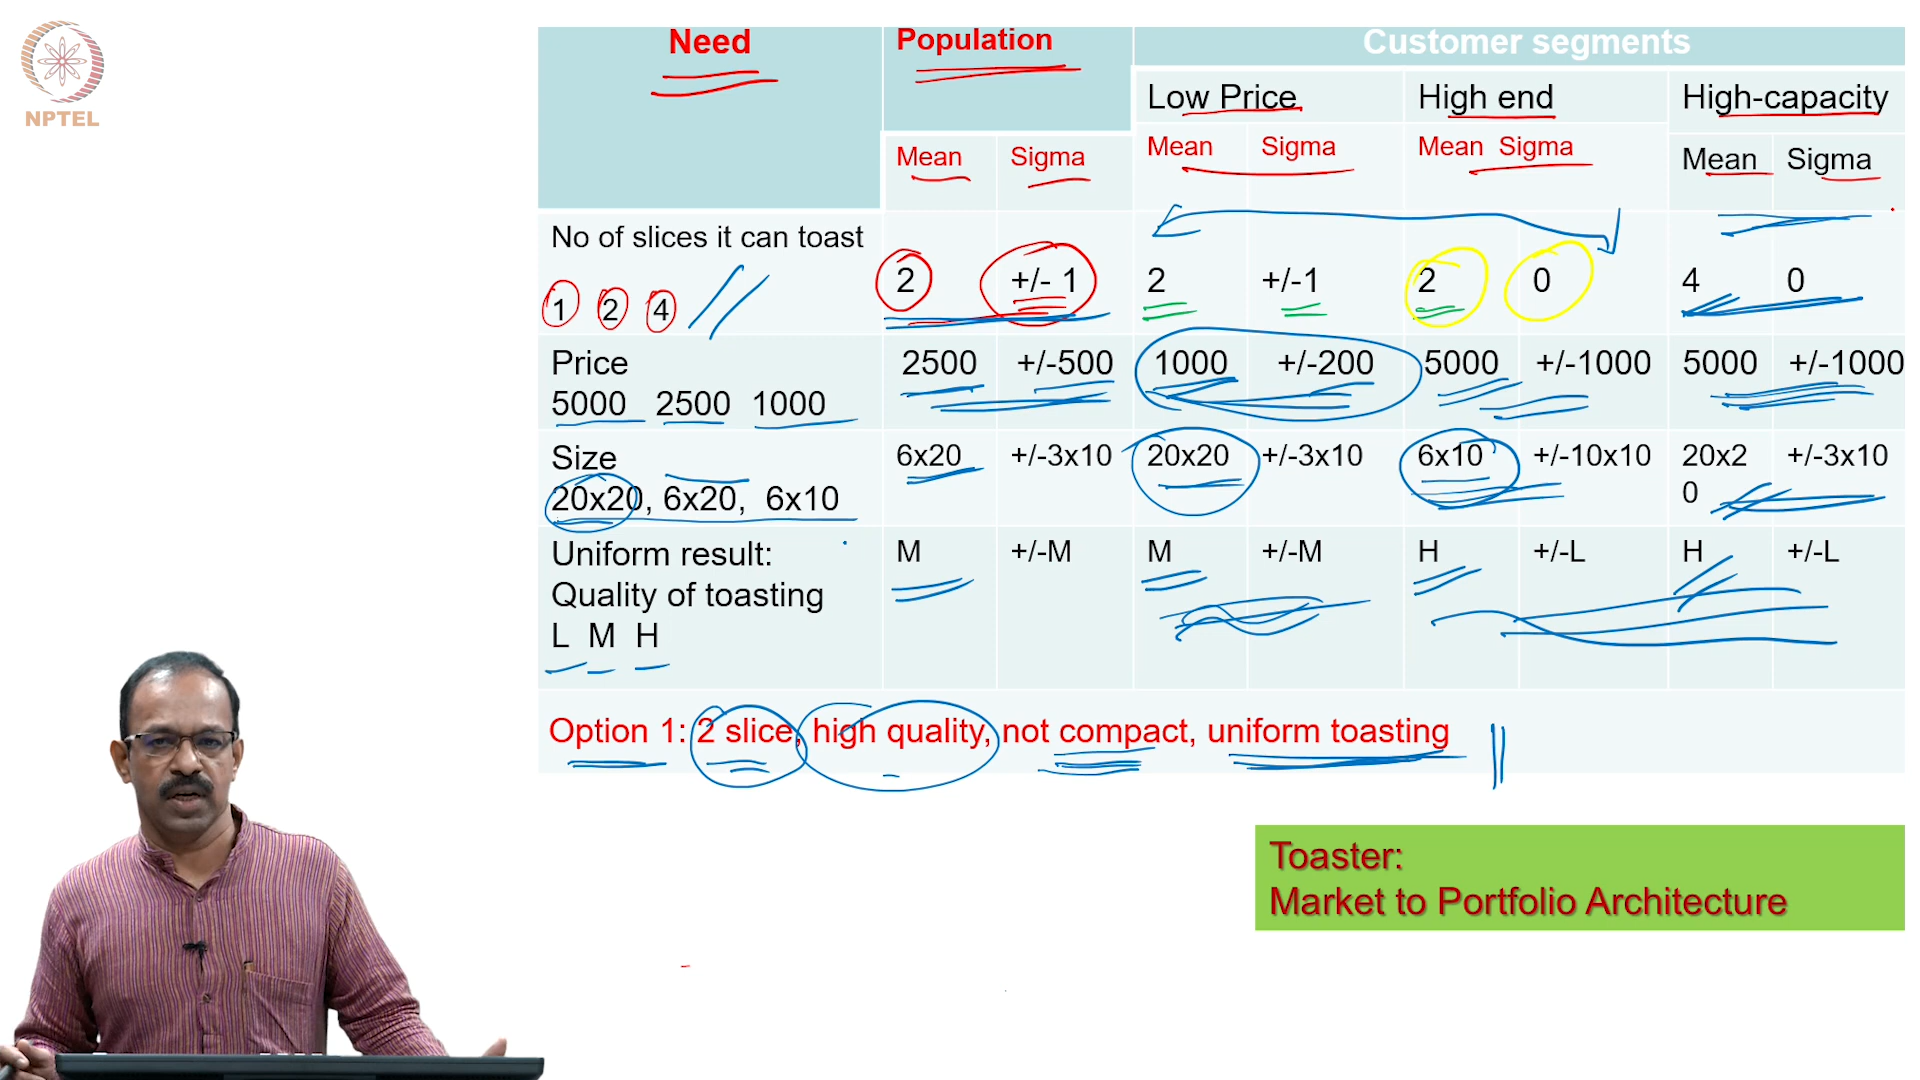 NPTEL
Need Population Customer segments
Low Price High end High-capacity
Mean Sigma Mean Sigma Mean Sigma Mean Sigma
No of slices it can toast
1 2 4
2 +/- 1 2 +/-1 2 0 4 0
Price
5000 2500 1000
2500 +/-500 1000 +/-200 5000 +/-1000 5000 +/-1000
Size
20x20, 6x20, 6x10
6x20 +/-3x10 20x20 +/-3x10 6x10 +/-10x10 20x2 +/-3x10
0
Uniform result:
Quality of toasting
L M H
M +/-M M +/-M H +/-L H +/-L
Option 1: 2 slice, high quality, not compact, uniform toasting
Toaster:
Market to Portfolio Architecture